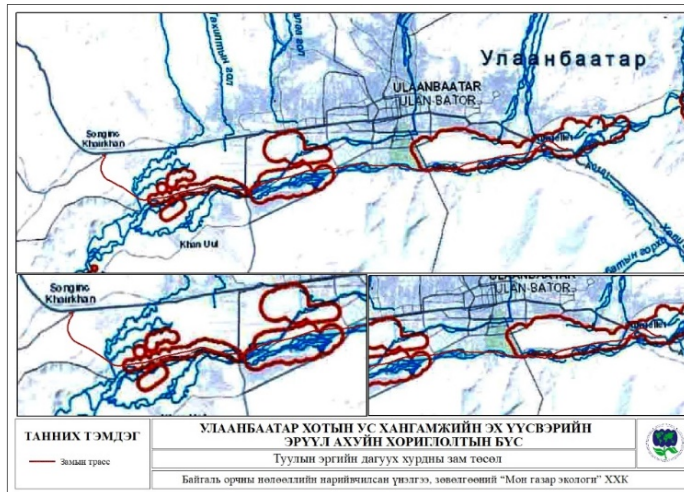 Улаанбаатар
ULAANBAATAR
ULAN-BATOR
Songino
Khairkhan
Khan Uul
Songino
Khairkhan
ULAN-BATOR
ТАННИХ ТЭМДЭГ
Замын трасс
УЛААНБААТАР ХОТЫН УС ХАНГАМЖИЙН ЭХ ҮҮСВЭРИЙН
ЭРҮҮЛ АХУЙН ХОРИГЛОЛТЫН БҮС
Туулын эргийн дагуух хурдны зам төсөл
Байгаль орчны нөлөөллийн нарийвчилсан үнэлгээ, зөвөлгөөний “Мон газар экологи” ХХК